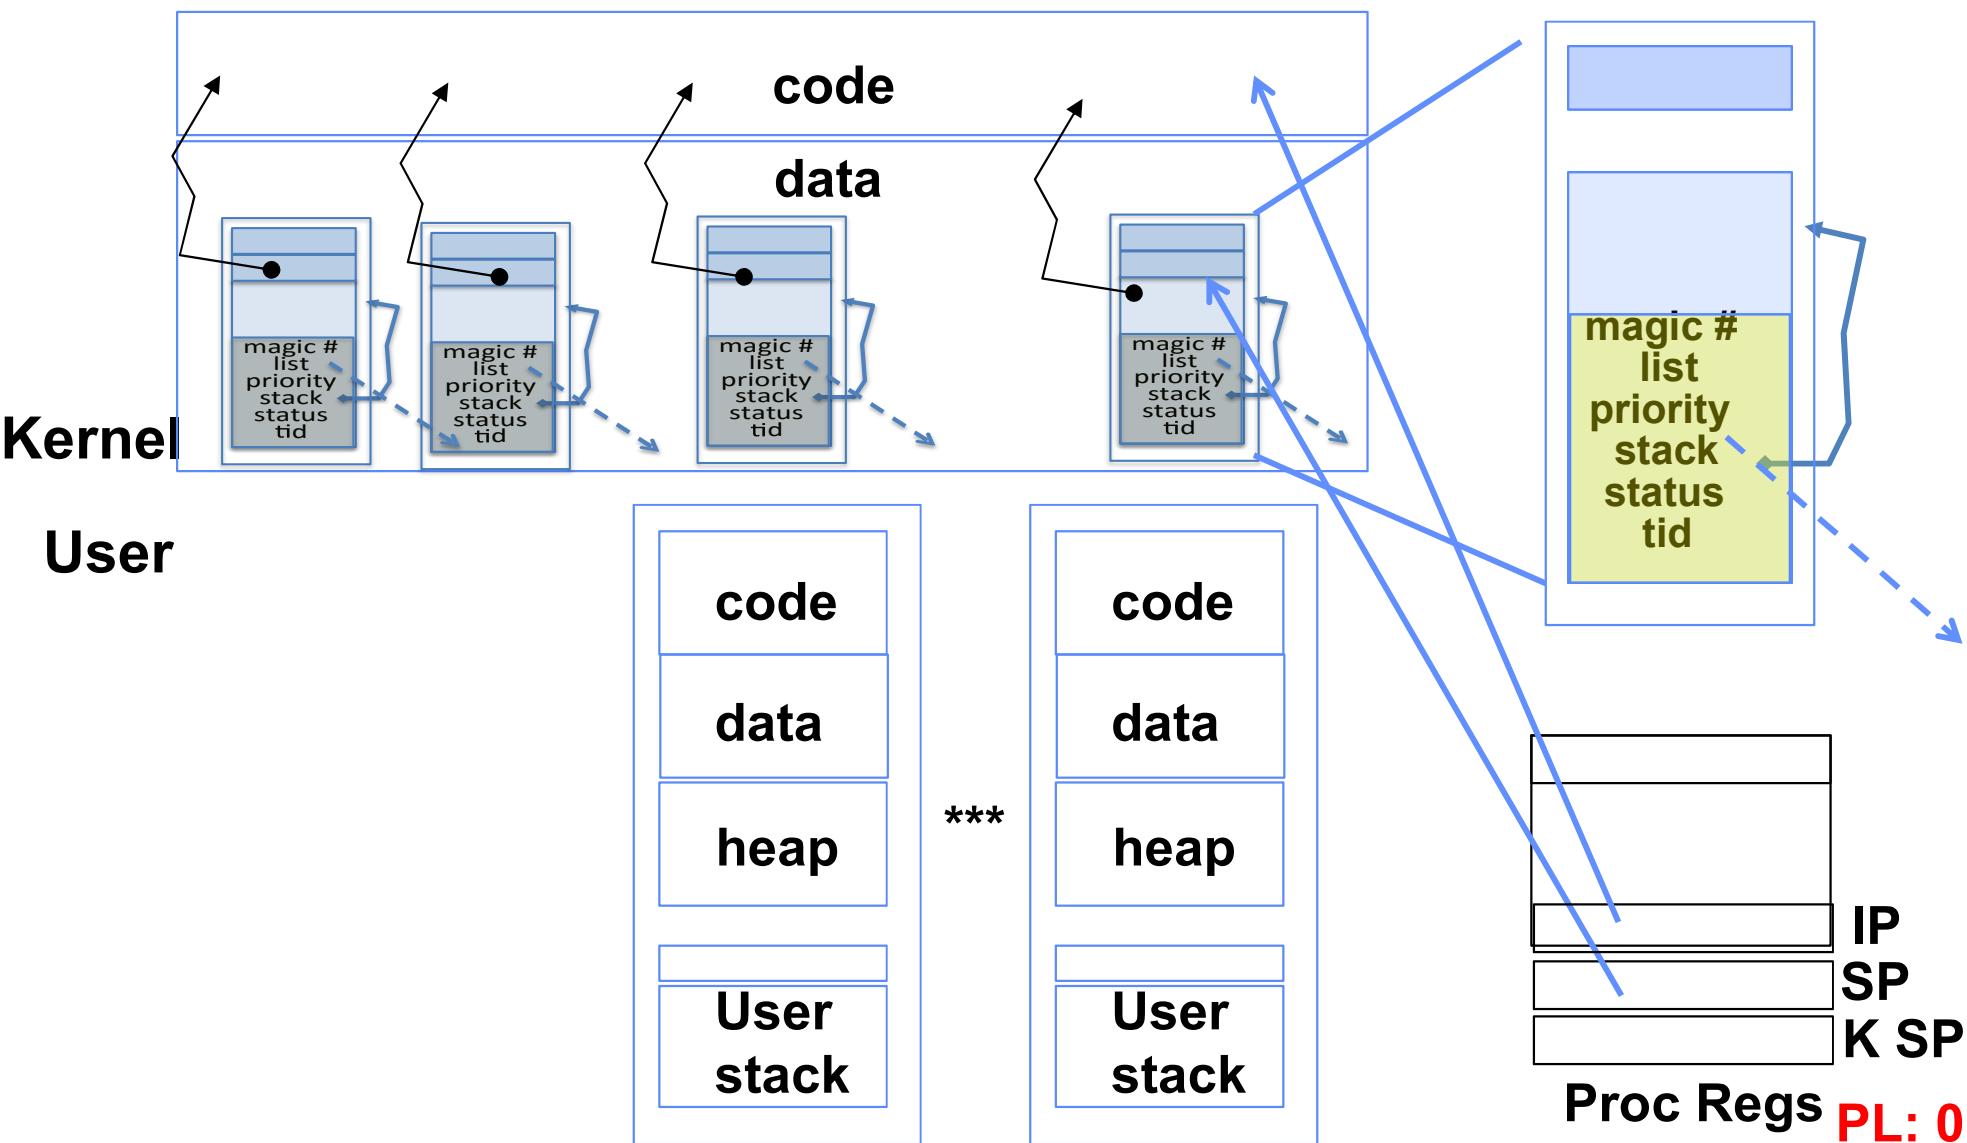 code
data
magic #
list
priority
stack
status
tid
magic #
list
priority
stack
status
tid
magic #
list
priority
stack
status
tid
magic #
list
priority
stack
status
tid
magic #
list
priority
stack
status
tid
Kernel
User
code
data
heap
User
stack
***
code
data
heap
User
stack
IP
SP
K SP
Proc Regs
PL: 0